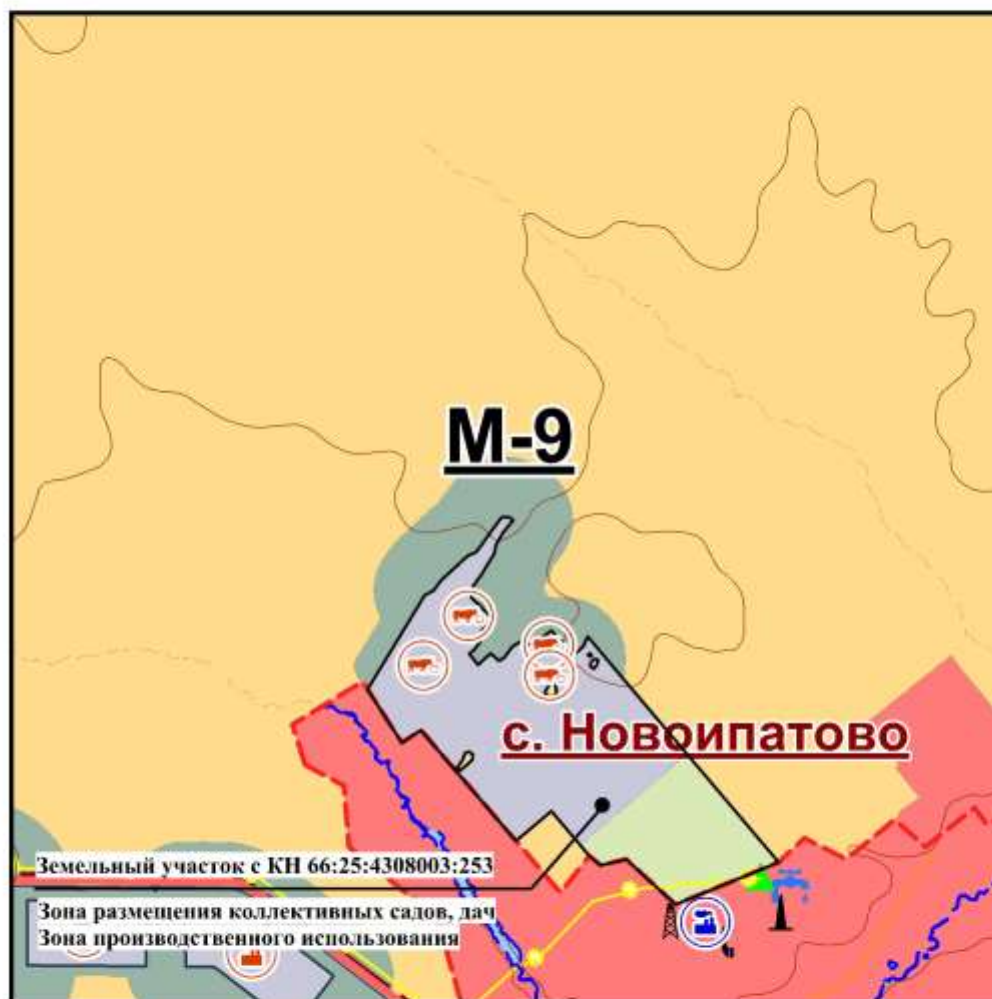 М-9
с. Новоипатово
Земельный участок с КН 66:25:4308003:253
Зона размещения коллективных садов, дач
Зона производственного использования